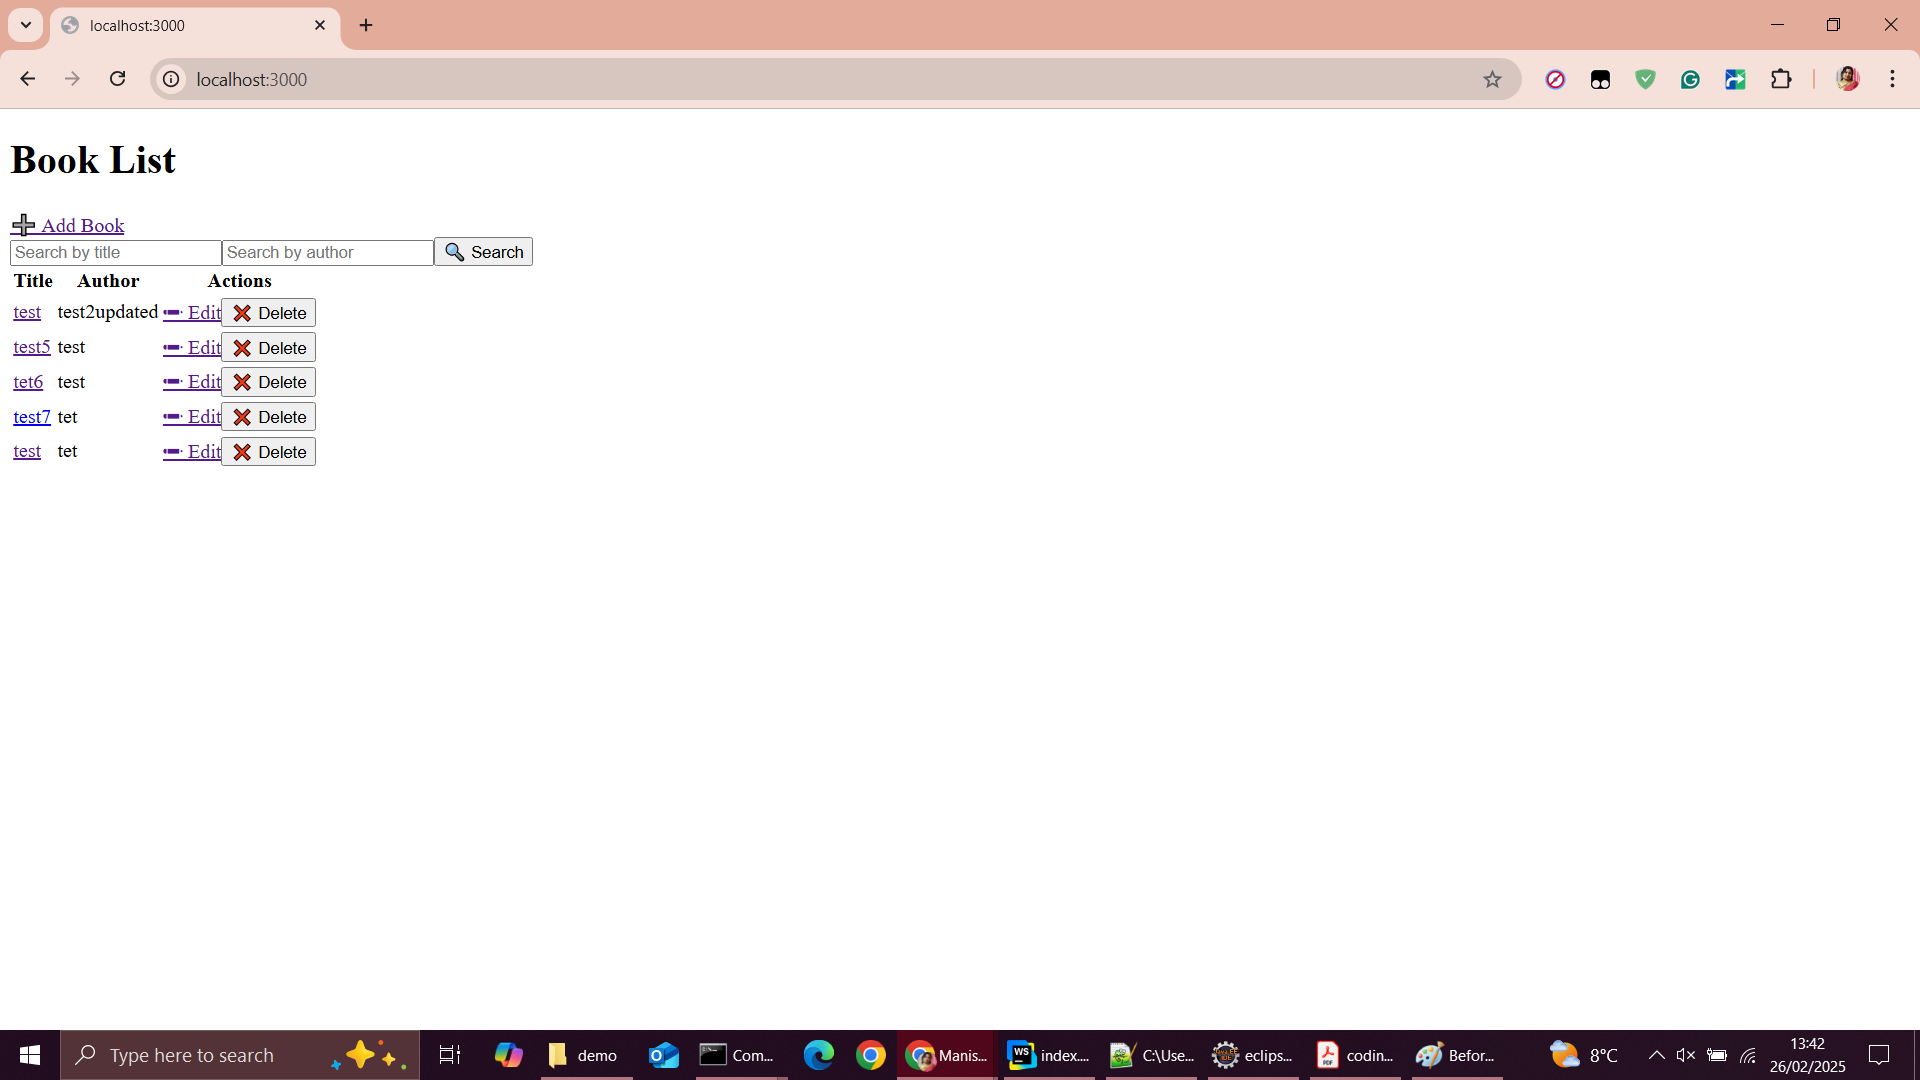 localhost:3000
localhost:3000
Book List
➕ Add Book
Search by title Search by author 🔍 Search
Title Author Actions
test test2updated ✏ Edit ❌ Delete
test5 test ✏ Edit ❌ Delete
tet6 test ✏ Edit ❌ Delete
test7 tet ✏ Edit ❌ Delete
test tet ✏ Edit ❌ Delete
Type here to search demo Com... Manis... WS index.... C:\Use... eclips... PDF codin... Befor... 8°C 13:42
26/02/2025